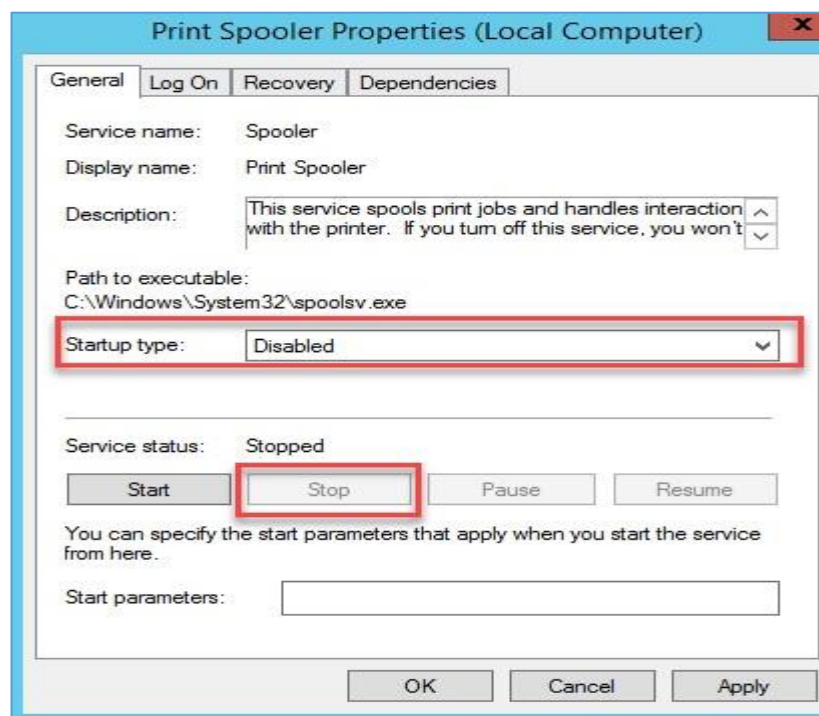 Print Spooler Properties (Local Computer)
x
General Log On Recovery Dependencies
Service name: Spooler
Display name: Print Spooler
Description: This service spools print jobs and handles interaction
with the printer. If you turn off this service, you won't
Path to executable:
C:\Windows\System32\spoolsv.exe
Startup type: Disabled
Service status: Stopped
Start Stop Pause Resume
You can specify the start parameters that apply when you start the service
from here.
Start parameters:
OK Cancel Apply